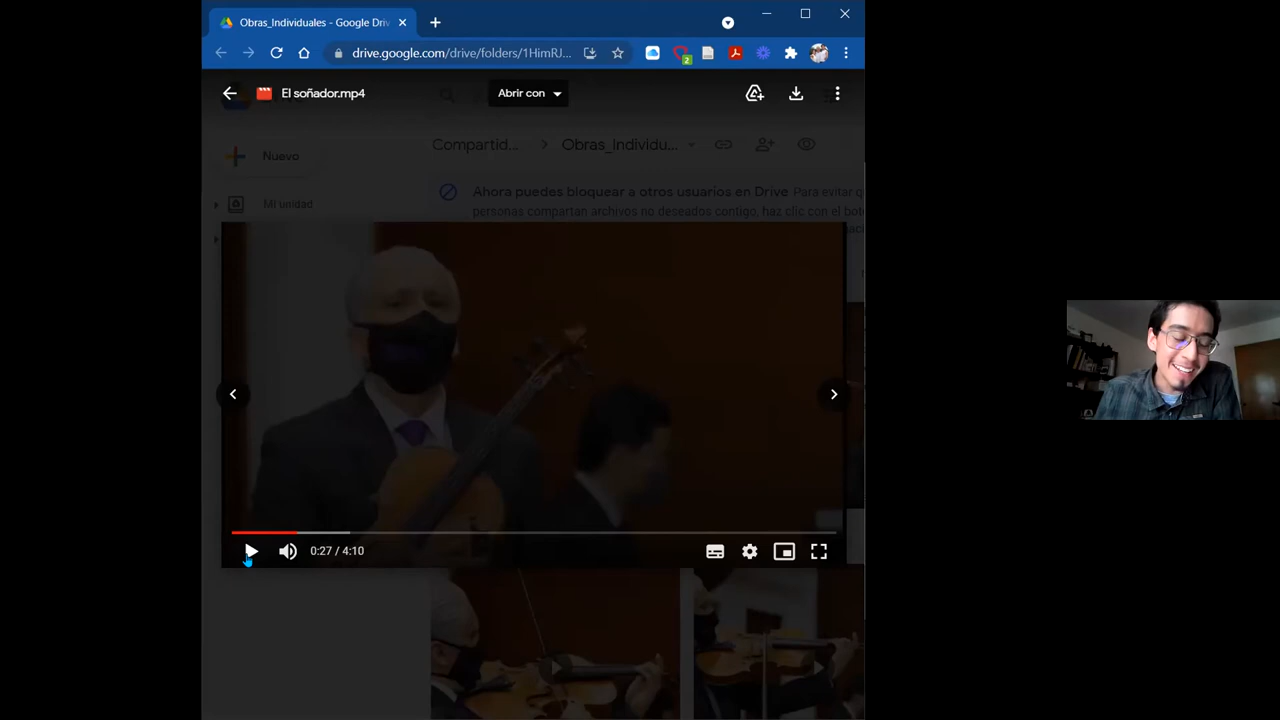 Obras_Individuales - Google Driv
drive.google.com/drive/folders/1HimRJ...
2
El soñador.mp4
Abrir con
Compartid...
Obras_Individu...
Nuevo
Ahora puedes bloquear a otros usuarios en Drive Para evitar q
Mi unidad
personas compartan archivos no deseados contigo, haz clic con el bot
0:27 / 4:10